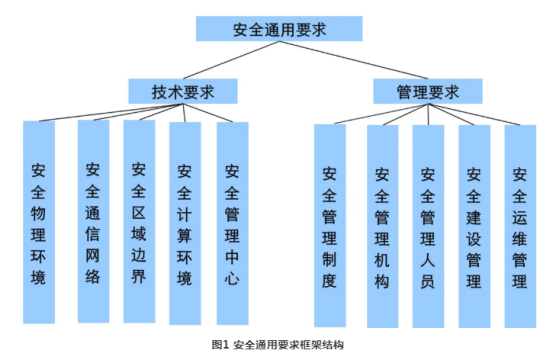 安全通用要求
技术要求
管理要求
安全物理环境
安全通信网络
安全区域边界
安全计算环境
安全管理中心
安全管理制度
安全管理机构
安全管理人员
安全建设管理
安全运维管理
图1 安全通用要求框架结构